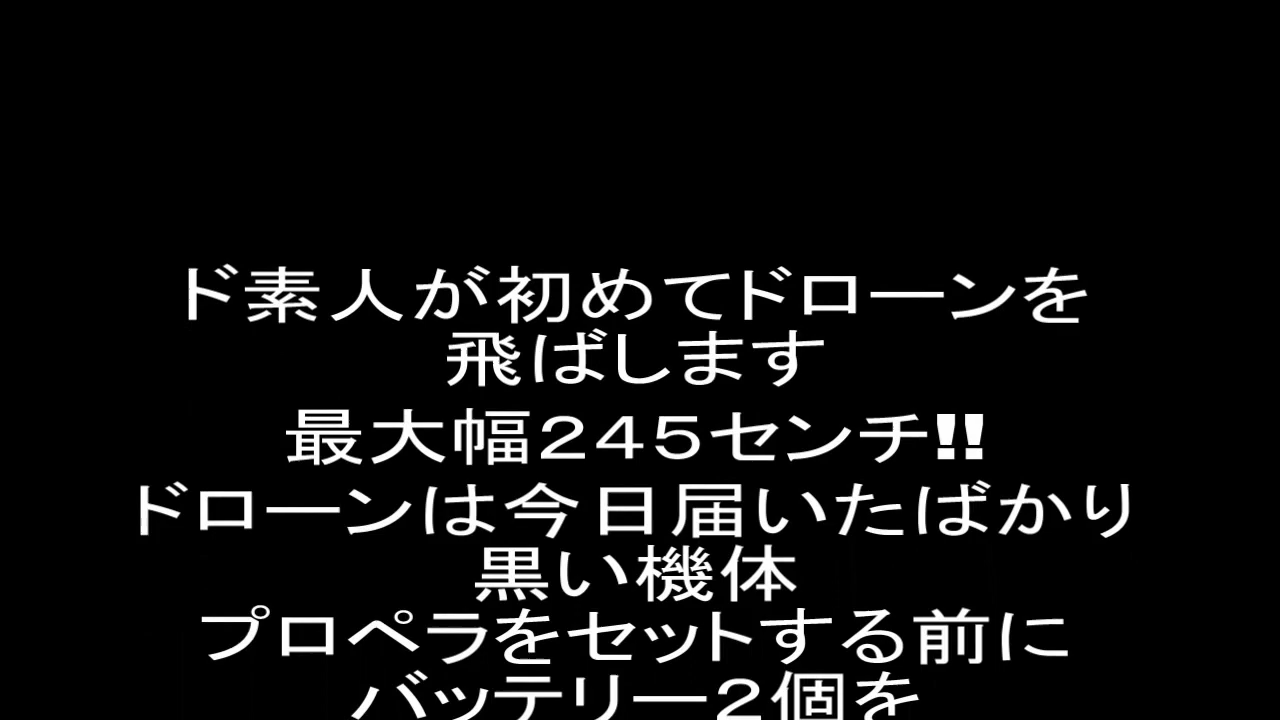 ド素人が初めてドローンを
飛ばします
最大幅245センチ!!
ドローンは今日届いたばかり
黒い機体
プロペラをセットする前に
バッテリー2個を